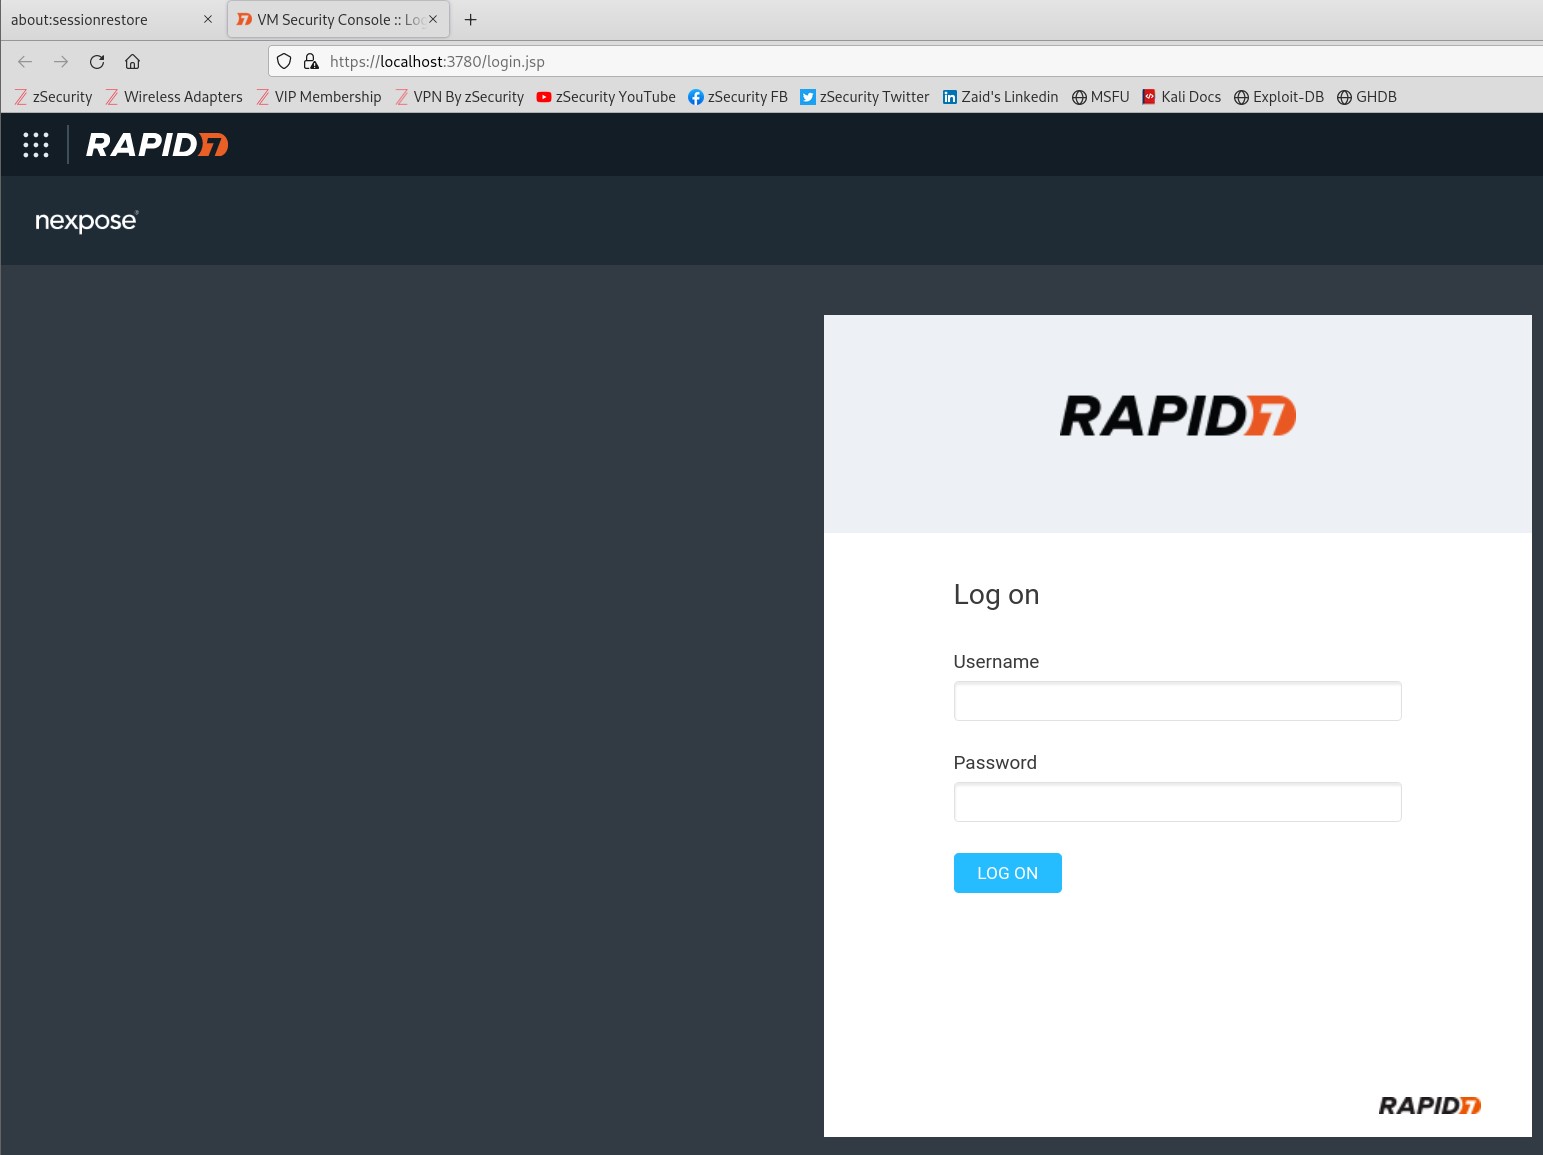 about:sessionrestore
VM Security Console :: Log
https://localhost:3780/login.jsp
zSecurity Wireless Adapters VIP Membership VPN By zSecurity zSecurity YouTube zSecurity FB zSecurity Twitter Zaid's Linkedin MSFU Kali Docs Exploit-DB GHDB
RAPID7
nexpose
RAPID7
Log on
Username
Password
LOG ON
RAPID7